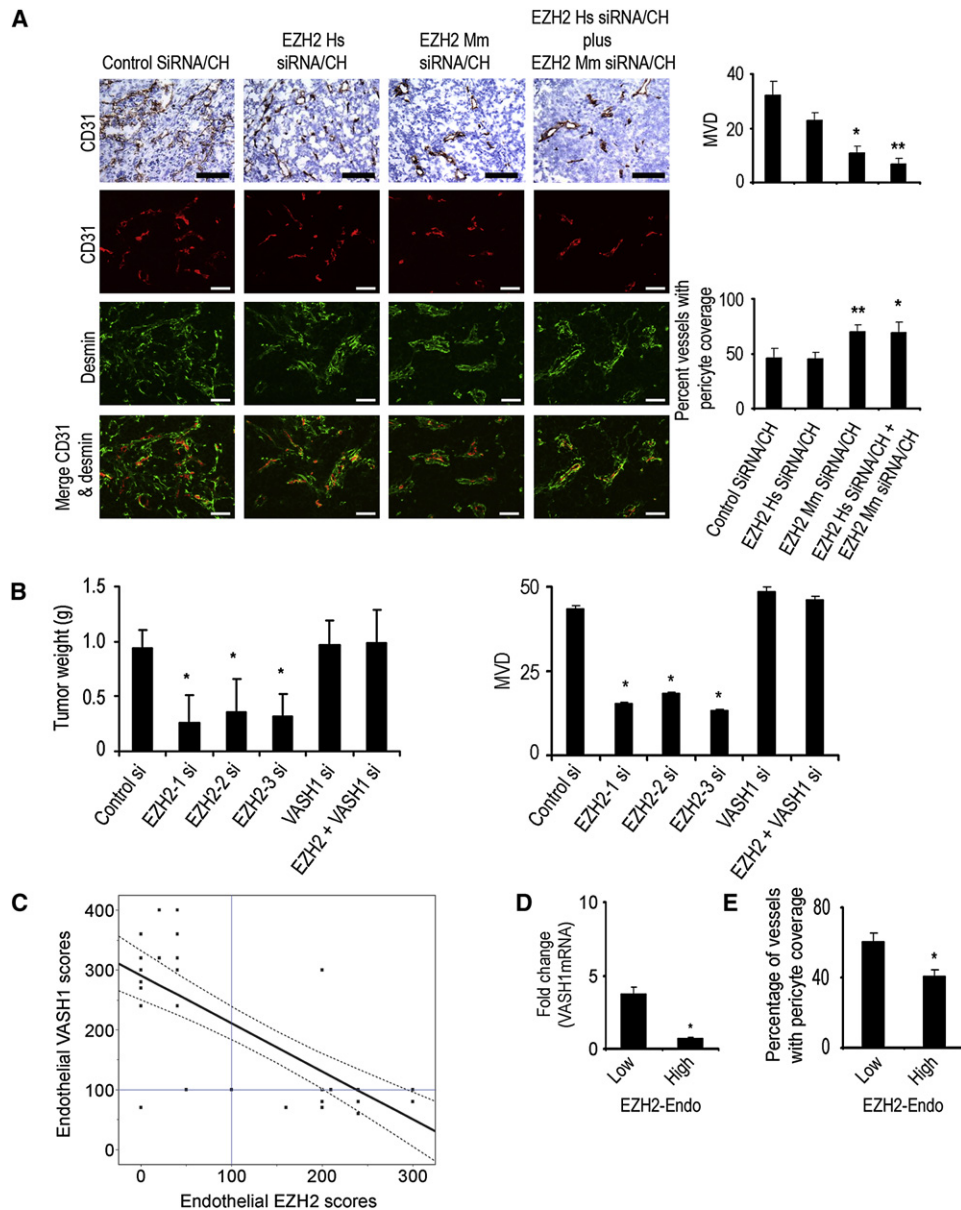 A
Control SiRNA/CH
EZH2 Hs
siRNA/CH
EZH2 Mm
siRNA/CH
EZH2 Hs siRNA/CH
plus
EZH2 Mm siRNA/CH
CD31
CD31
Desmin
Merge CD31
& desmin
MVD
40
20
0
*
**
Percent vessels with
pericyte coverage
100
50
0
**
*
Control SiRNA/CH
EZH2 Hs SiRNA/CH
EZH2 Mm SiRNA/CH
EZH2 Hs SiRNA/CH +
EZH2 Mm siRNA/CH
B
Tumor weight (g)
1.5
1.0
0.5
0
*
*
*
Control si
EZH2-1 si
EZH2-2 si
EZH2-3 si
VASH1 si
EZH2 + VASH1 si
MVD
50
25
0
*
*
*
Control si
EZH2-1 si
EZH2-2 si
EZH2-3 si
VASH1 si
EZH2 + VASH1 si
C
Endothelial VASH1 scores
400
300
200
100
0
0 100 200 300
Endothelial EZH2 scores
D
Fold change
(VASH1mRNA)
10
5
0
*
Low
High
EZH2-Endo
E
Percentage of vessels
with pericyte coverage
80
40
0
*
Low
High
EZH2-Endo